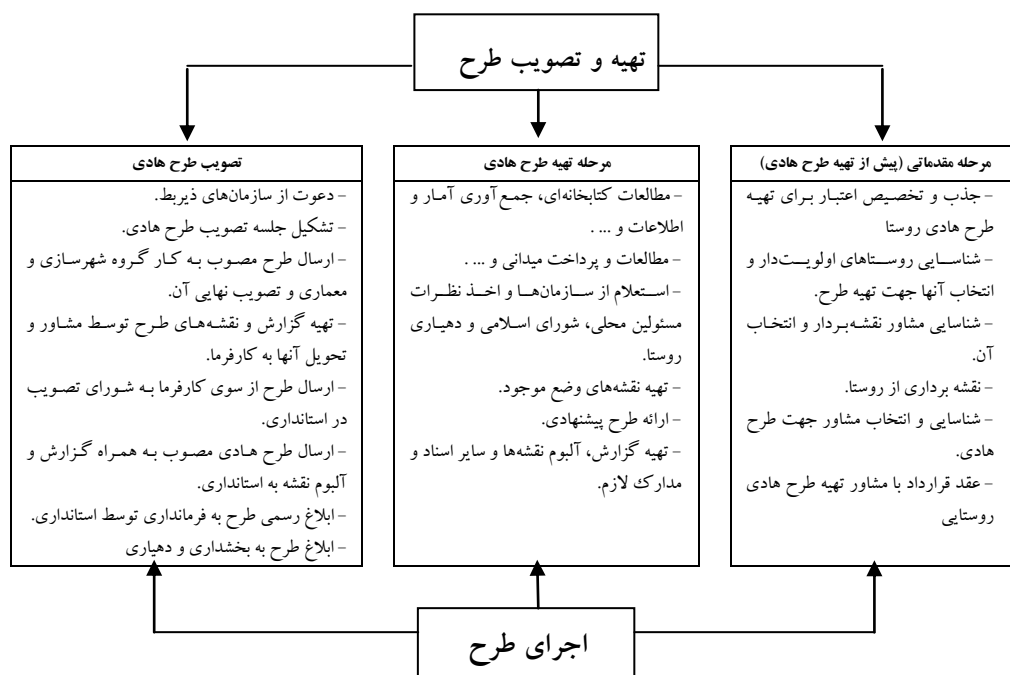 تهیه و تصویب طرح
مرحله مقدماتی (پیش از تهیه طرح هادی)
- جذب و تخصیص اعتبار برای تهیه
طرح هادی روستا
- شناسایی روستاهای اولویت‌دار و
انتخاب آنها جهت تهیه طرح.
- شناسایی مشاور نقشه‌بردار و انتخاب
آن.
- نقشه برداری از روستا.
- شناسایی و انتخاب مشاور جهت طرح
هادی.
- عقد قرارداد با مشاور تهیه طرح هادی
روستایی
مرحله تهیه طرح هادی
- مطالعات کتابخانه‌ای، جمع‌آوری آمار و
اطلاعات و ... .
- مطالعات و پرداخت میدانی و ... .
- استعلام از سازمان‌ها و اخذ نظرات
مسئولین محلی، شورای اسلامی و دهیاری
روستا.
- تهیه نقشه‌های وضع موجود.
- ارائه طرح پیشنهادی.
- تهیه گزارش، آلبوم نقشه‌ها و سایر اسناد و
مدارک لازم.
تصویب طرح هادی
- دعوت از سازمان‌های ذیربط.
- تشکیل جلسه تصویب طرح هادی.
- ارسال طرح مصوب به کار گروه شهرسازی و
معماری و تصویب نهایی آن.
- تهیه گزارش و نقشه‌های طرح توسط مشاور و
تحویل آنها به کارفرما.
- ارسال طرح از سوی کارفرما به شورای تصویب
در استانداری.
- ارسال طرح هادی مصوب به همراه گزارش و
آلبوم نقشه به استانداری.
- ابلاغ رسمی طرح به فرمانداری توسط استانداری.
- ابلاغ طرح به بخشداری و دهیاری
اجرای طرح